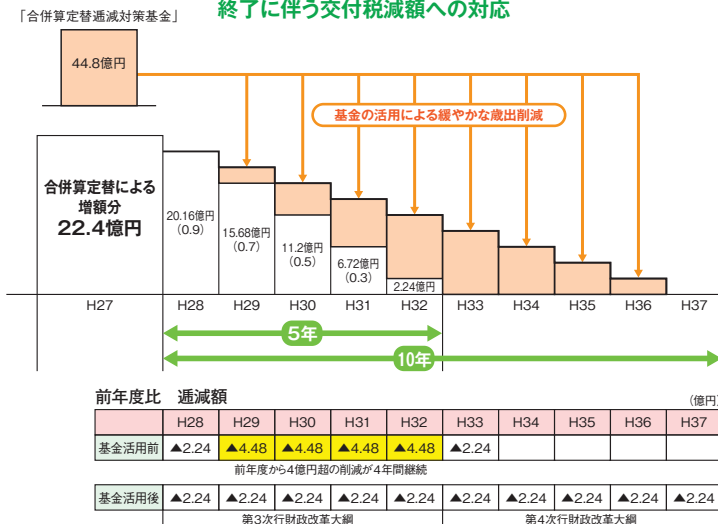 終了に伴う交付税減額への対応
「合併算定替逓減対策基金」
44.8億円
基金の活用による緩やかな歳出削減
合併算定替による
増額分
22.4億円
20.16億円
(0.9)
15.68億円
(0.7)
11.2億円
(0.5)
6.72億円
(0.3)
2.24億円
H27 H28 H29 H30 H31 H32 H33 H34 H35 H36 H37
5年
10年
前年度比 逓減額
(億円)
H28 H29 H30 H31 H32 H33 H34 H35 H36 H37
基金活用前 ▲2.24 ▲4.48 ▲4.48 ▲4.48 ▲4.48 ▲2.24
前年度から4億円超の削減が4年間継続
基金活用後 ▲2.24 ▲2.24 ▲2.24 ▲2.24 ▲2.24 ▲2.24 ▲2.24 ▲2.24 ▲2.24 ▲2.24
第3次行財政改革大綱 第4次行財政改革大綱